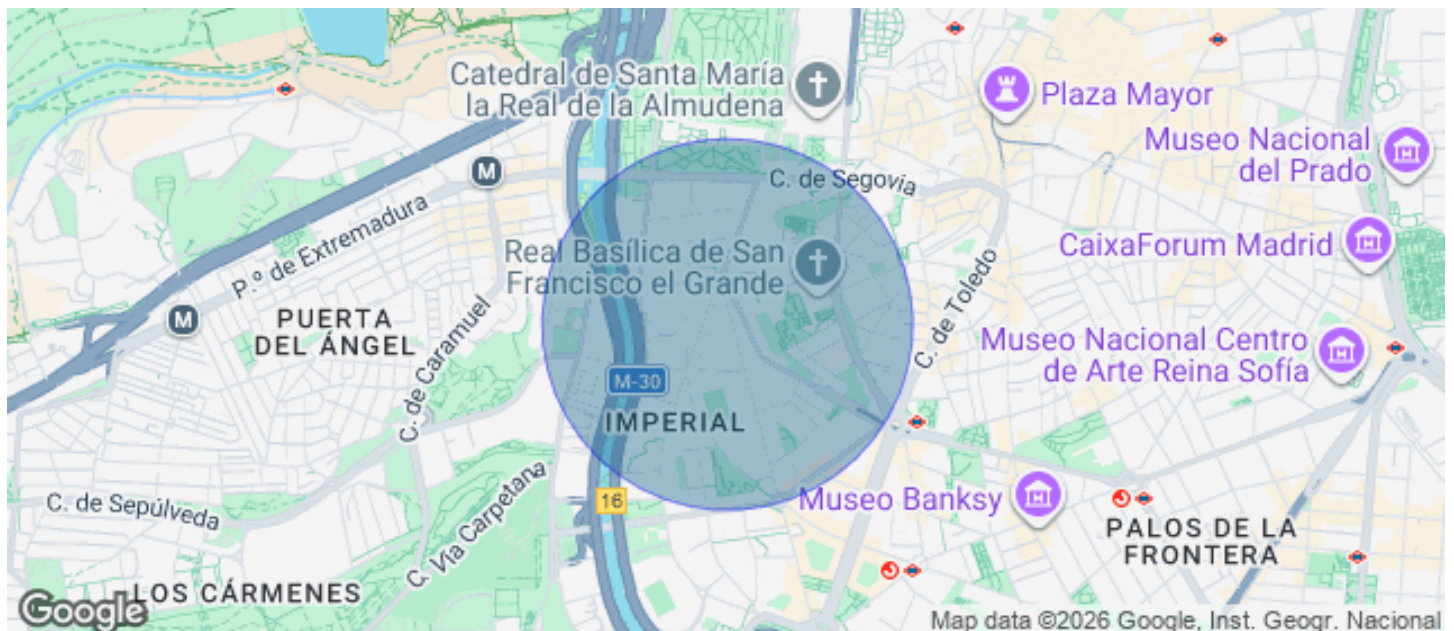 Catedral de Santa María
la Real de la Almudena
Plaza Mayor
Museo Nacional
del Prado
M
C. de Segovia
P.º de Extremadura
Real Basílica de San
Francisco el Grande
CaixaForum Madrid
M
PUERTA
DEL ÁNGEL
C. de Caramuel
C. de Toledo
Museo Nacional Centro
de Arte Reina Sofía
M-30
IMPERIAL
C. Vía Carpetana
16
Museo Banksy
C. de Sepúlveda
PALOS DE LA
FRONTERA
LOS CÁRMENES
Google
Map data ©2026 Google, Inst. Geogr. Nacional